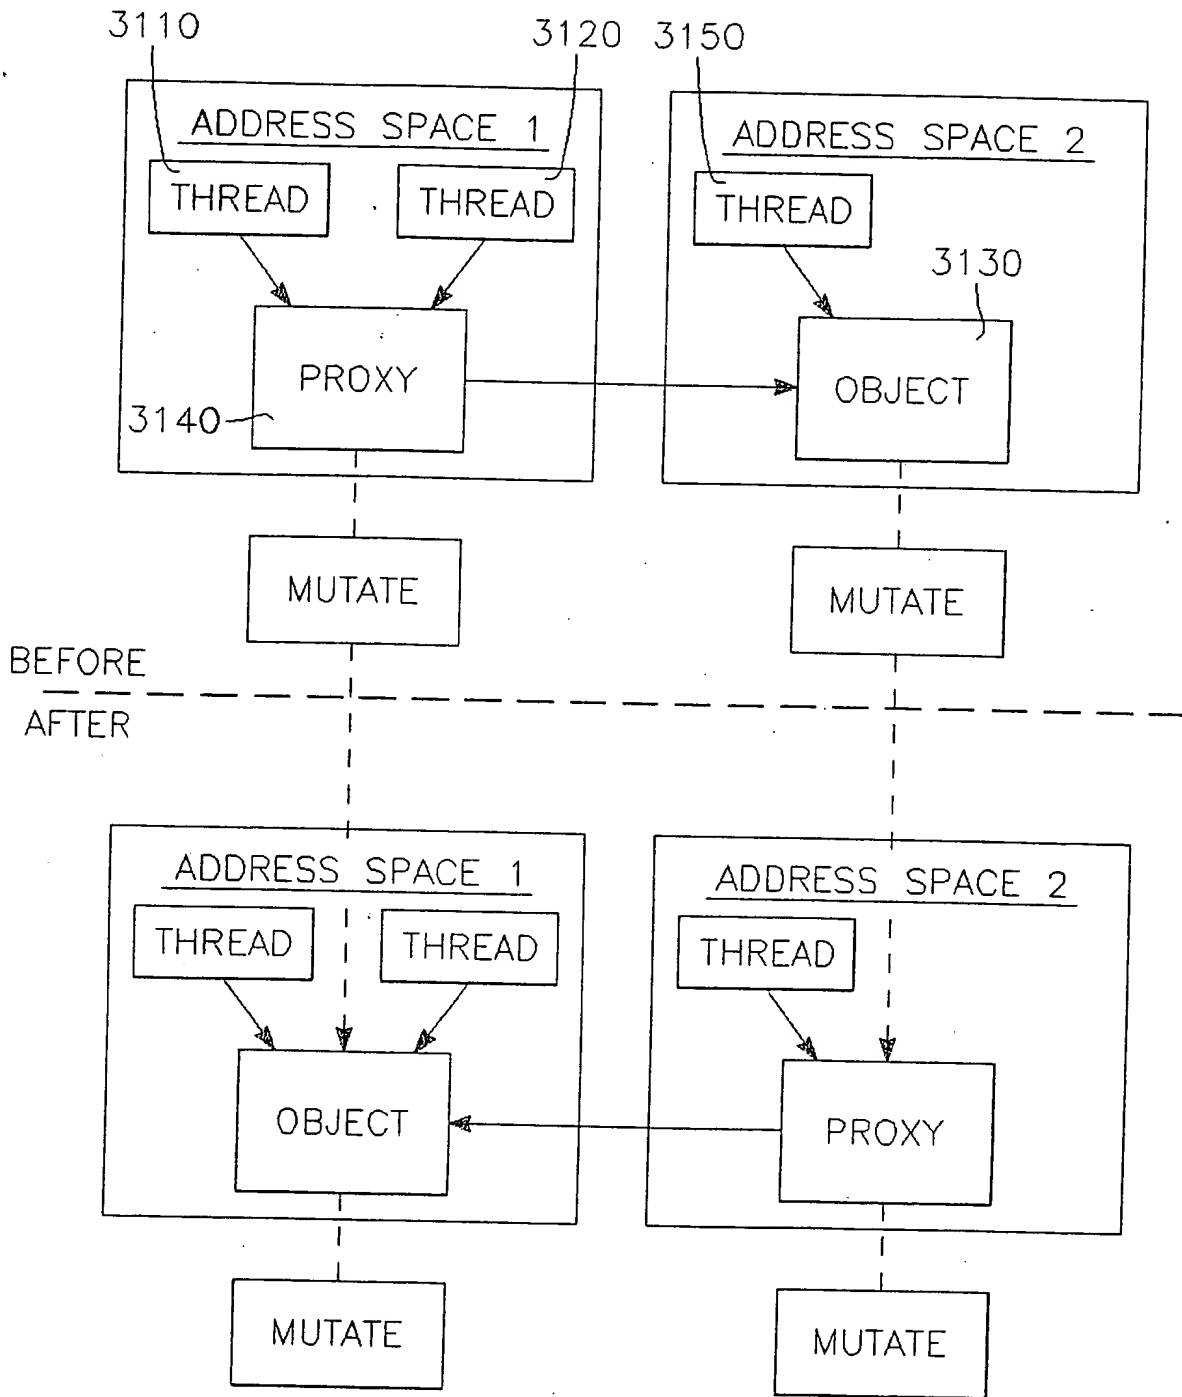 3110
3120
3150
ADDRESS SPACE 1
ADDRESS SPACE 2
THREAD
THREAD
THREAD
3130
PROXY
OBJECT
3140
MUTATE
MUTATE
BEFORE
AFTER
ADDRESS SPACE 1
ADDRESS SPACE 2
THREAD
THREAD
THREAD
OBJECT
PROXY
MUTATE
MUTATE